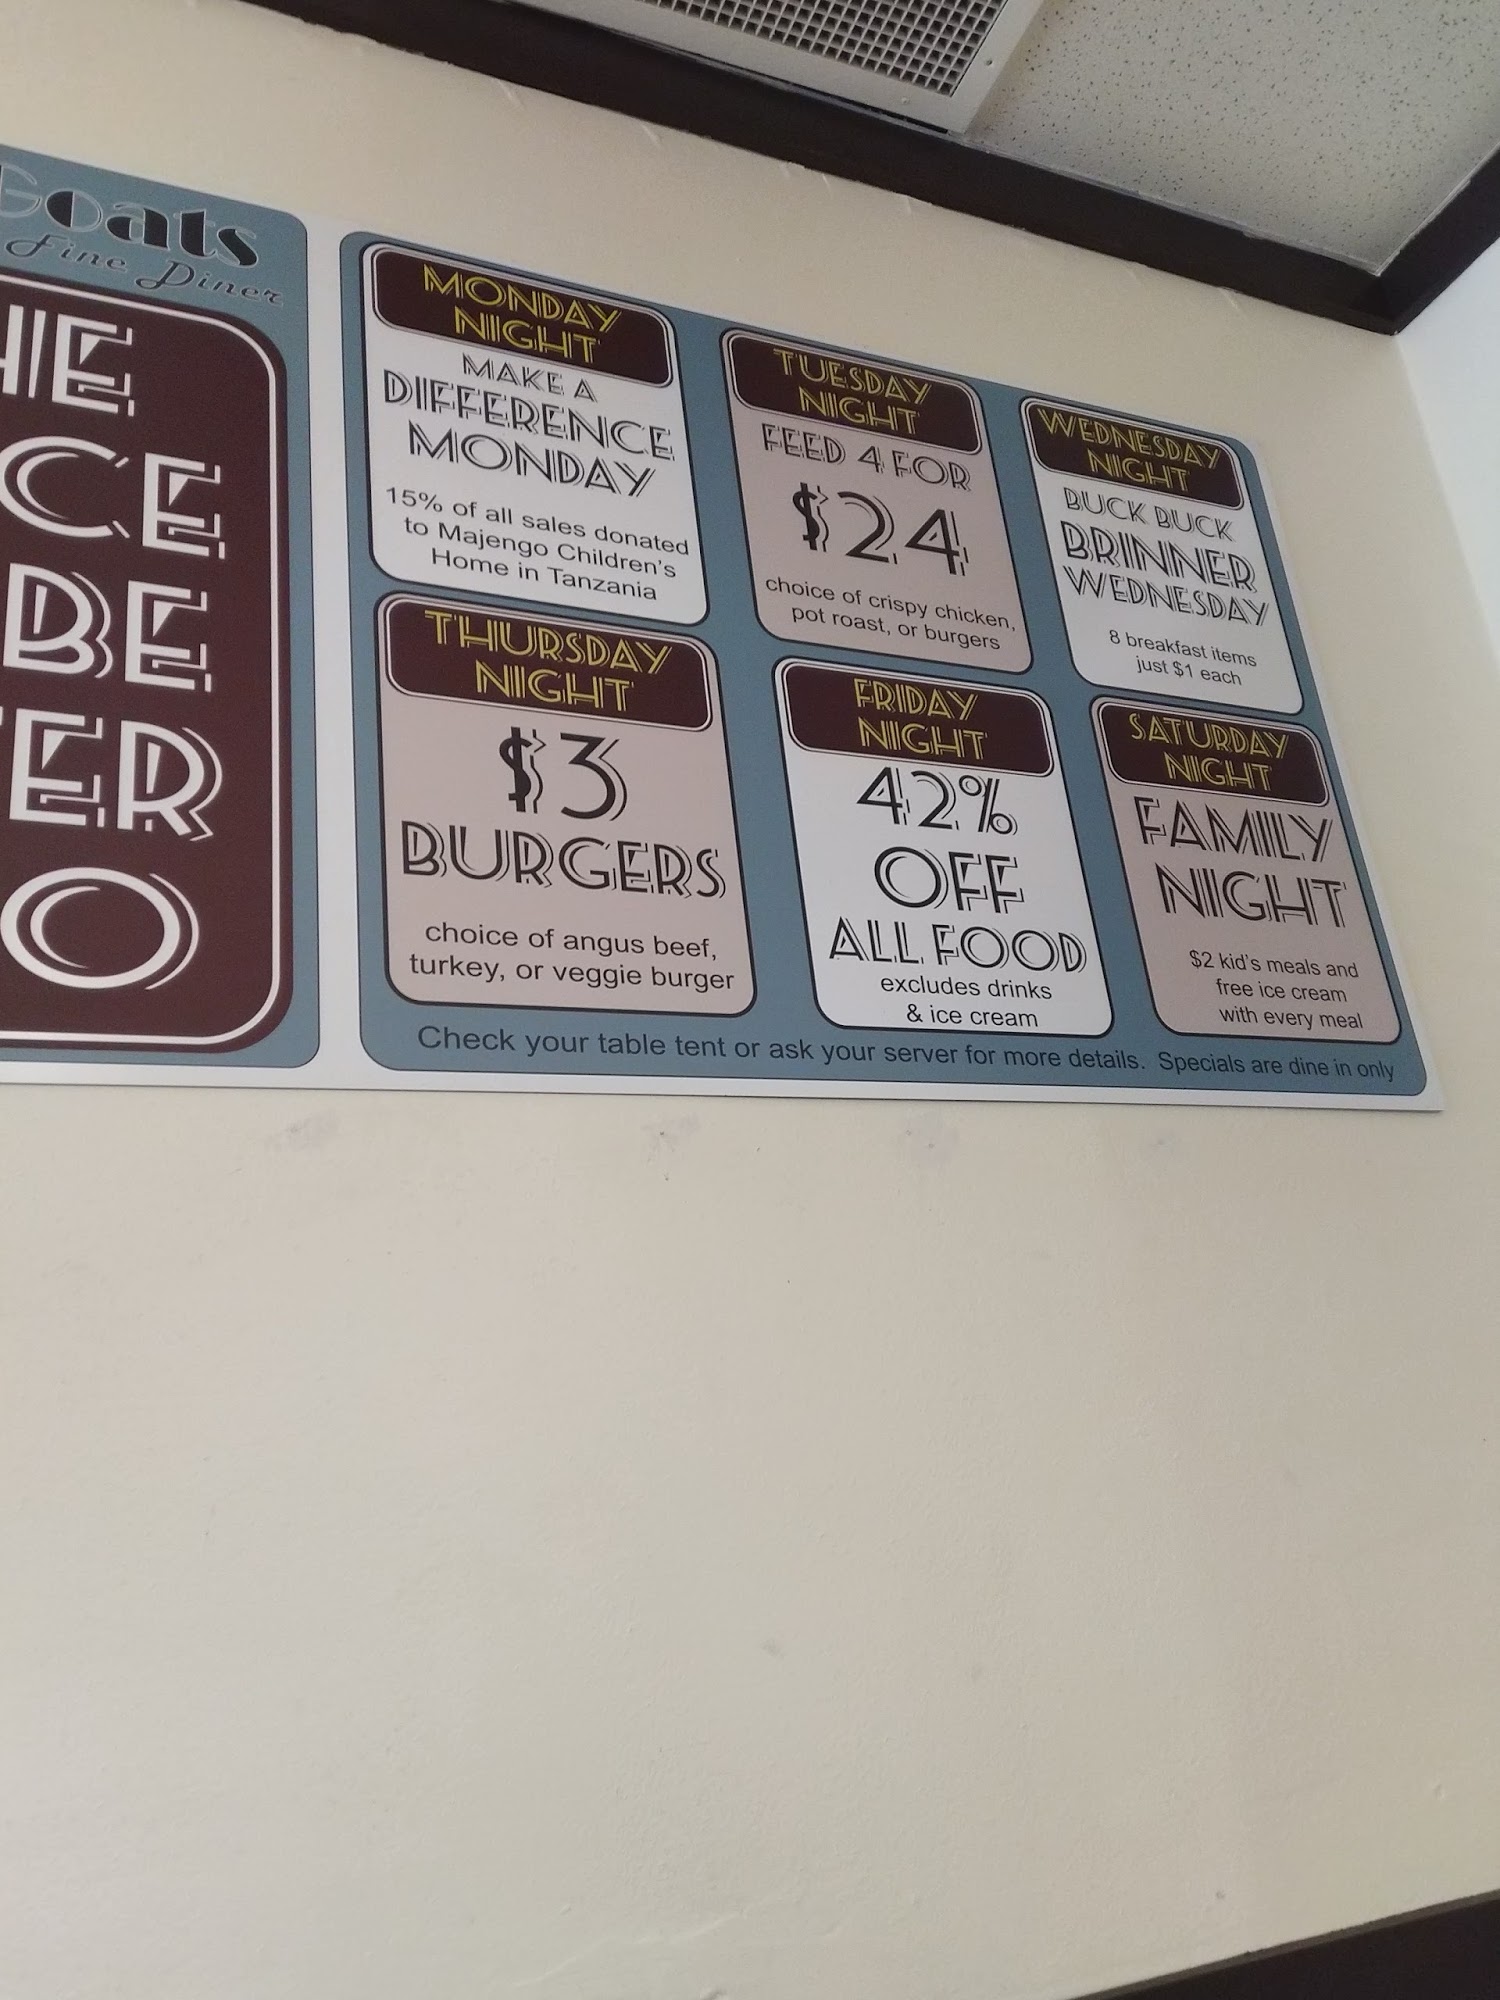 Goats
Fine Diner
BE
MONDAY
NIGHT
MAKE A
DIFFERENCE
MONDAY
15% of all sales donated
to Majengo Children's
Home in Tanzania
TUESDAY
NIGHT
FEED 4 FOR
$24
choice of crispy chicken,
pot roast, or burgers
WEDNESDAY
NIGHT
BUCK BUCK
BRINNER
WEDNESDAY
8 breakfast items
just $1 each
THURSDAY
NIGHT
$3
BURGERS
choice of angus beef,
turkey, or veggie burger
FRIDAY
NIGHT
42%
OFF
ALL FOOD
excludes drinks
& ice cream
SATURDAY
NIGHT
FAMILY
NIGHT
$2 kid's meals and
free ice cream
with every meal
Check your table tent or ask your server for more details. Specials are dine in only